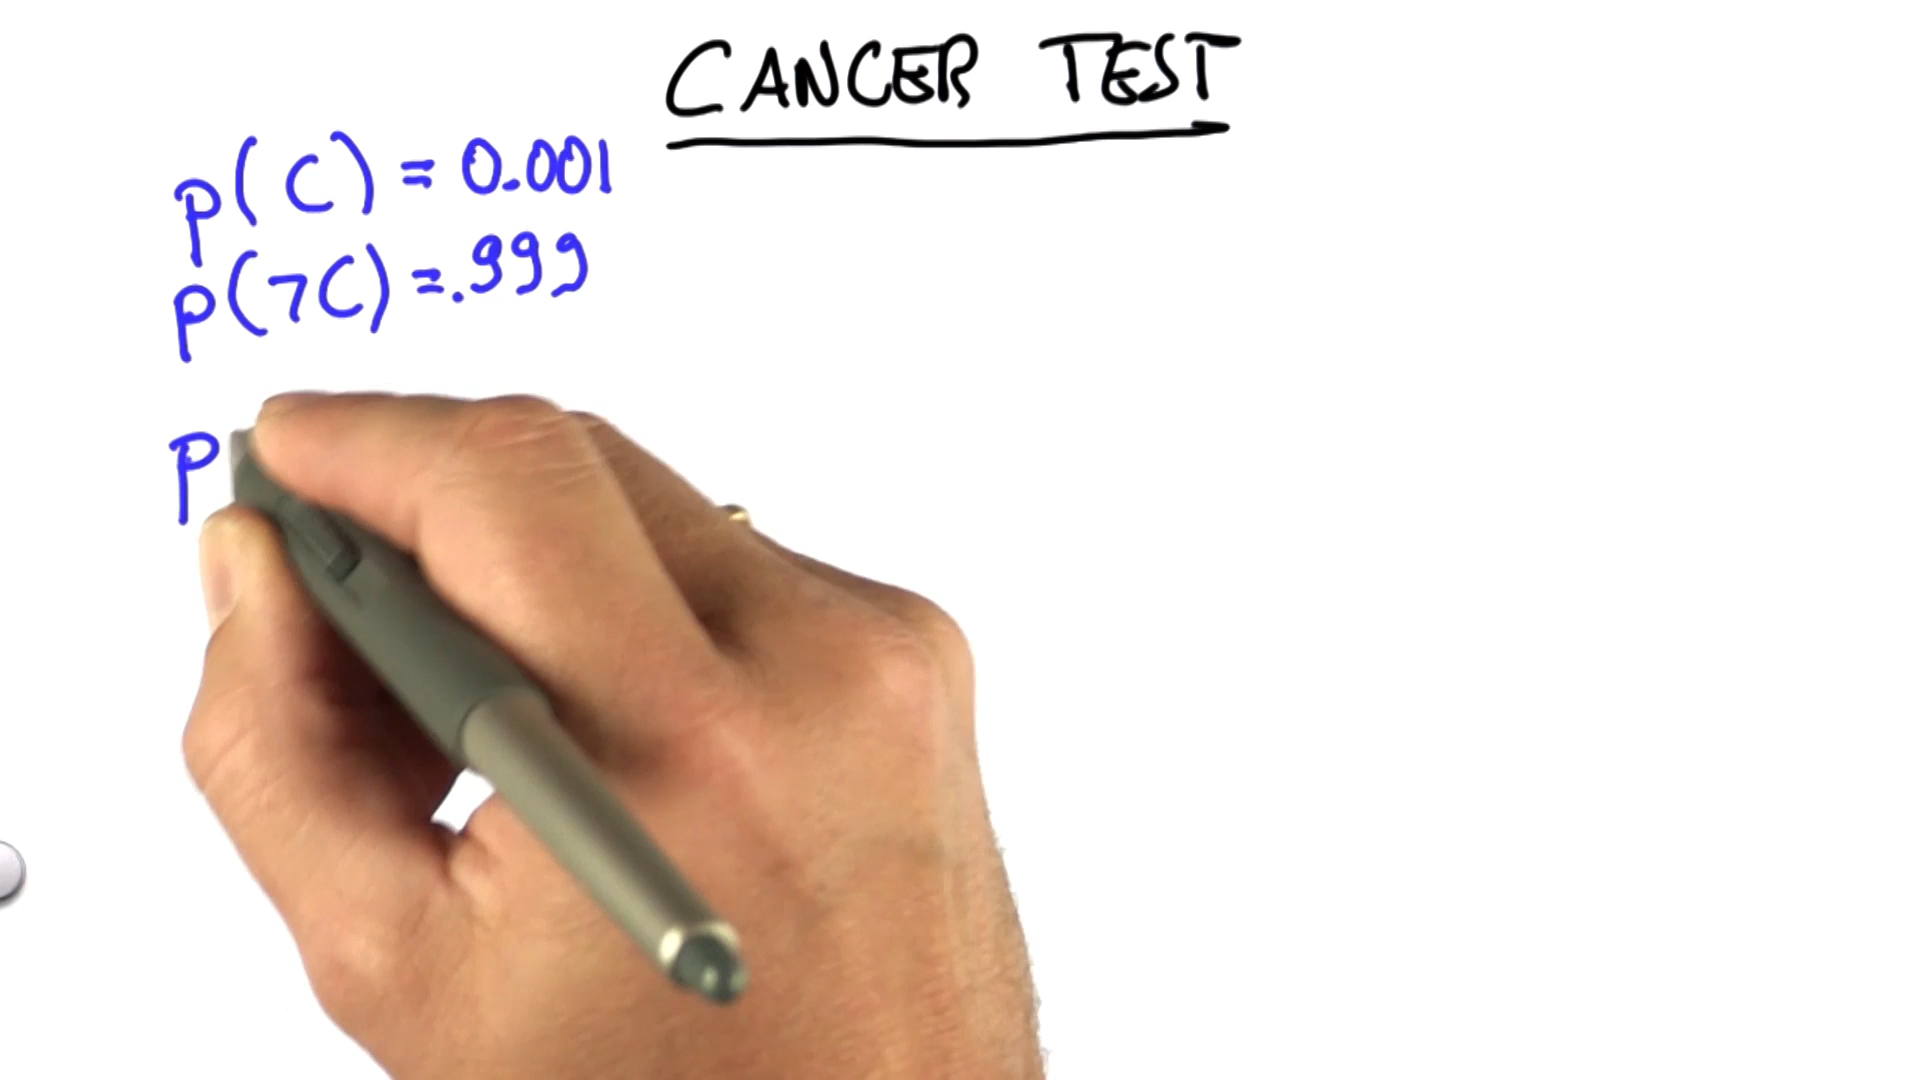 CANCER TEST
P(C) = 0.001
P(¬C) = .999
P